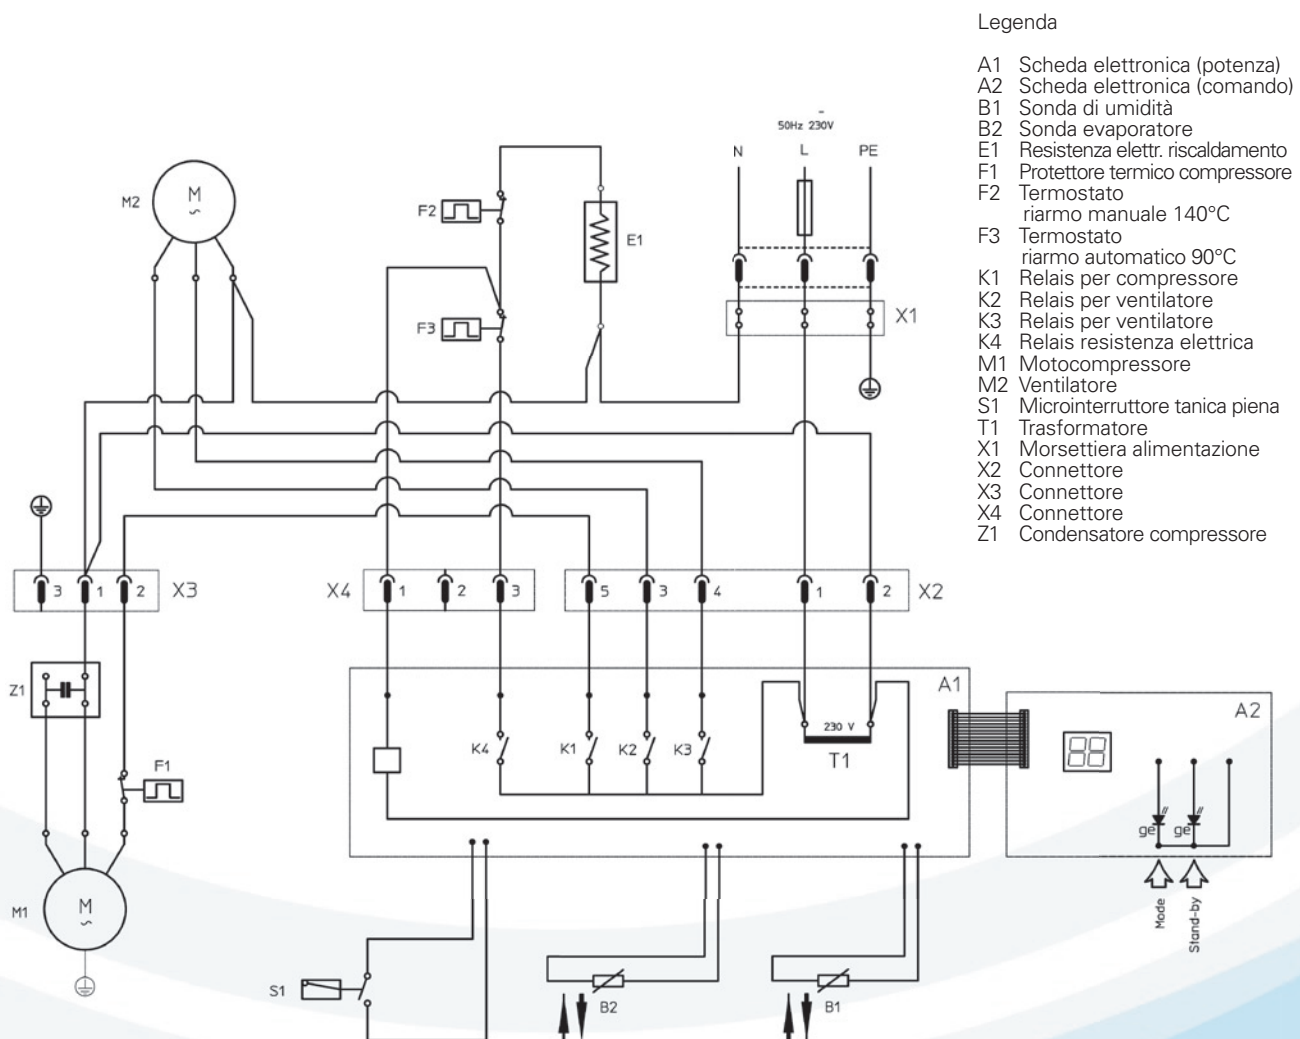 Legenda
A1 Scheda elettronica (potenza)
A2 Scheda elettronica (comando)
B1 Sonda di umidità
B2 Sonda evaporatore
E1 Resistenza elettr. riscaldamento
F1 Protettore termico compressore
F2 Termostato
riarmo manuale 140°C
F3 Termostato
riarmo automatico 90°C
K1 Relais per compressore
K2 Relais per ventilatore
K3 Relais per ventilatore
K4 Relais resistenza elettrica
M1 Motocompressore
M2 Ventilatore
S1 Microinterruttore tanica piena
T1 Trasformatore
X1 Morsettiera alimentazione
X2 Connettore
X3 Connettore
X4 Connettore
Z1 Condensatore compressore
~
50Hz 230V
N L PE
M2
M
~
F2
E1
F3
X1
3 1 2 X3
X4 1 2 3
5 3 4 1 2 X2
Z1
A1
A2
K4 K1 K2 K3
230 V
T1
F1
ge ge
Mode
Stand-by
M1
M
~
S1
B2
B1